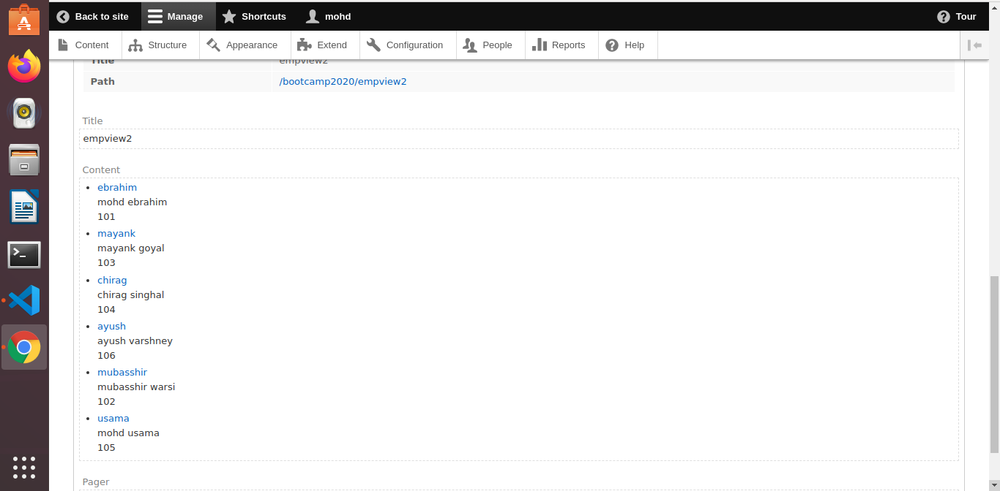 Back to site Manage Shortcuts mohd Tour
Content Structure Appearance Extend Configuration People Reports Help
Title empview2
Path /bootcamp2020/empview2
Title
empview2
Content
ebrahim
mohd ebrahim
101
mayank
mayank goyal
103
chirag
chirag singhal
104
ayush
ayush varshney
106
mubasshir
mubasshir warsi
102
usama
mohd usama
105
Pager